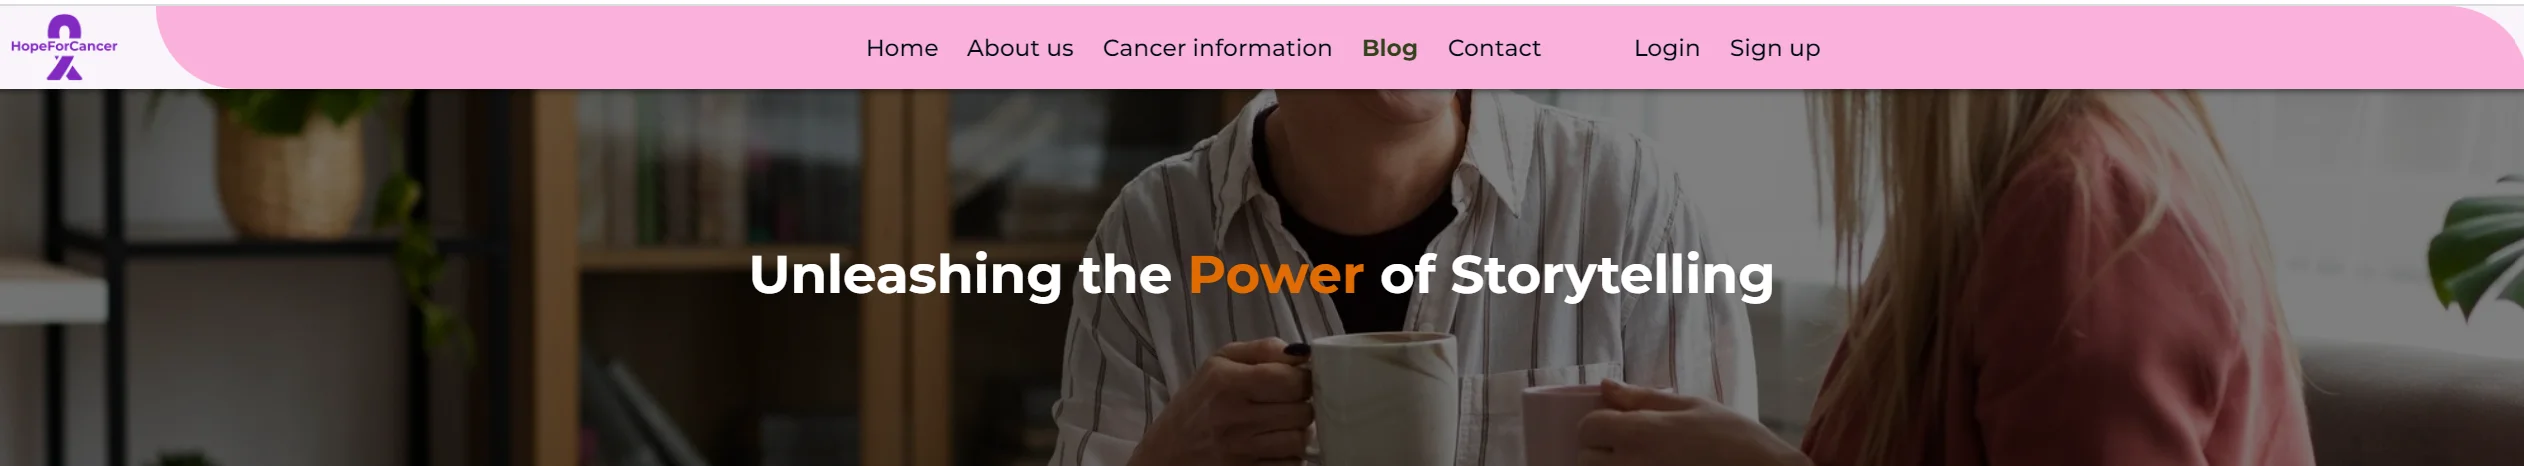 HopeForCancer
Home About us Cancer information Blog Contact Login Sign up
Unleashing the Power of Storytelling